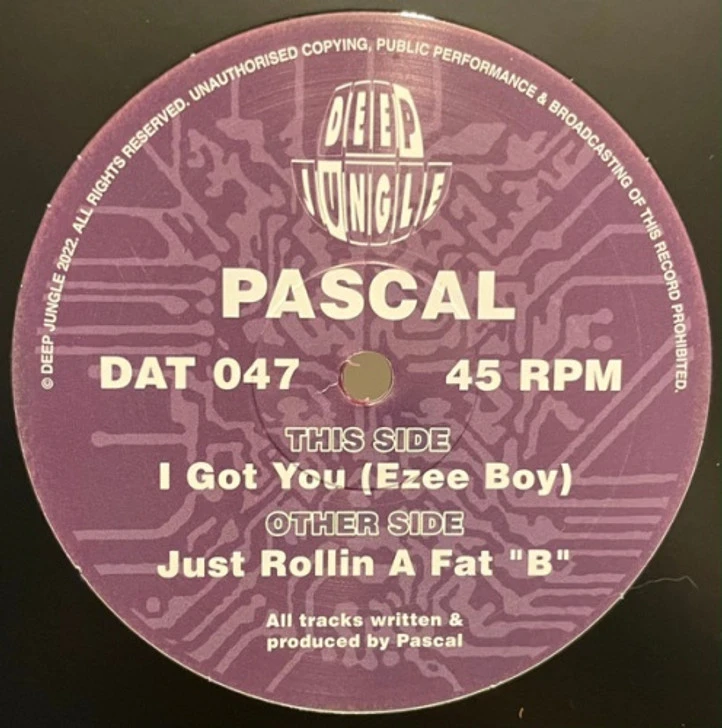 © DEEP JUNGLE 2022. ALL RIGHTS RESERVED. UNAUTHORISED COPYING, PUBLIC PERFORMANCE & BROADCASTING OF THIS RECORD PROHIBITED.
DEEP
JUNGLE
PASCAL
DAT 047 45 RPM
THIS SIDE
I Got You (Ezee Boy)
OTHER SIDE
Just Rollin A Fat "B"
All tracks written &
produced by Pascal